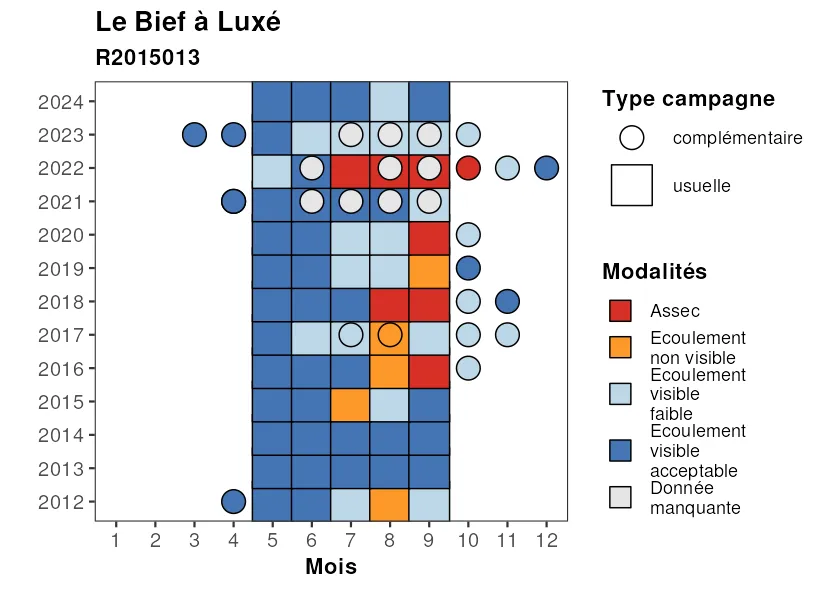 Le Bief à Luxé
R2015013
2024
2023
2022
2021
2020
2019
2018
2017
2016
2015
2014
2013
2012
1 2 3 4 5 6 7 8 9 10 11 12
Mois
Type campagne
complémentaire
usuelle
Modalités
Assec
Ecoulement
non visible
Ecoulement
visible
faible
Ecoulement
visible
acceptable
Donnée
manquante